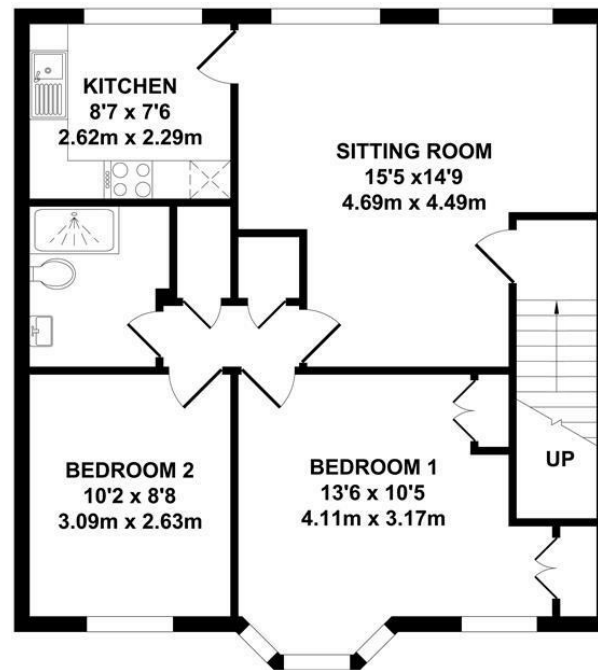 KITCHEN
8'7 x 7'6
2.62m x 2.29m
SITTING ROOM
15'5 x14'9
4.69m x 4.49m
BEDROOM 2
10'2 x 8'8
3.09m x 2.63m
BEDROOM 1
13'6 x 10'5
4.11m x 3.17m
UP